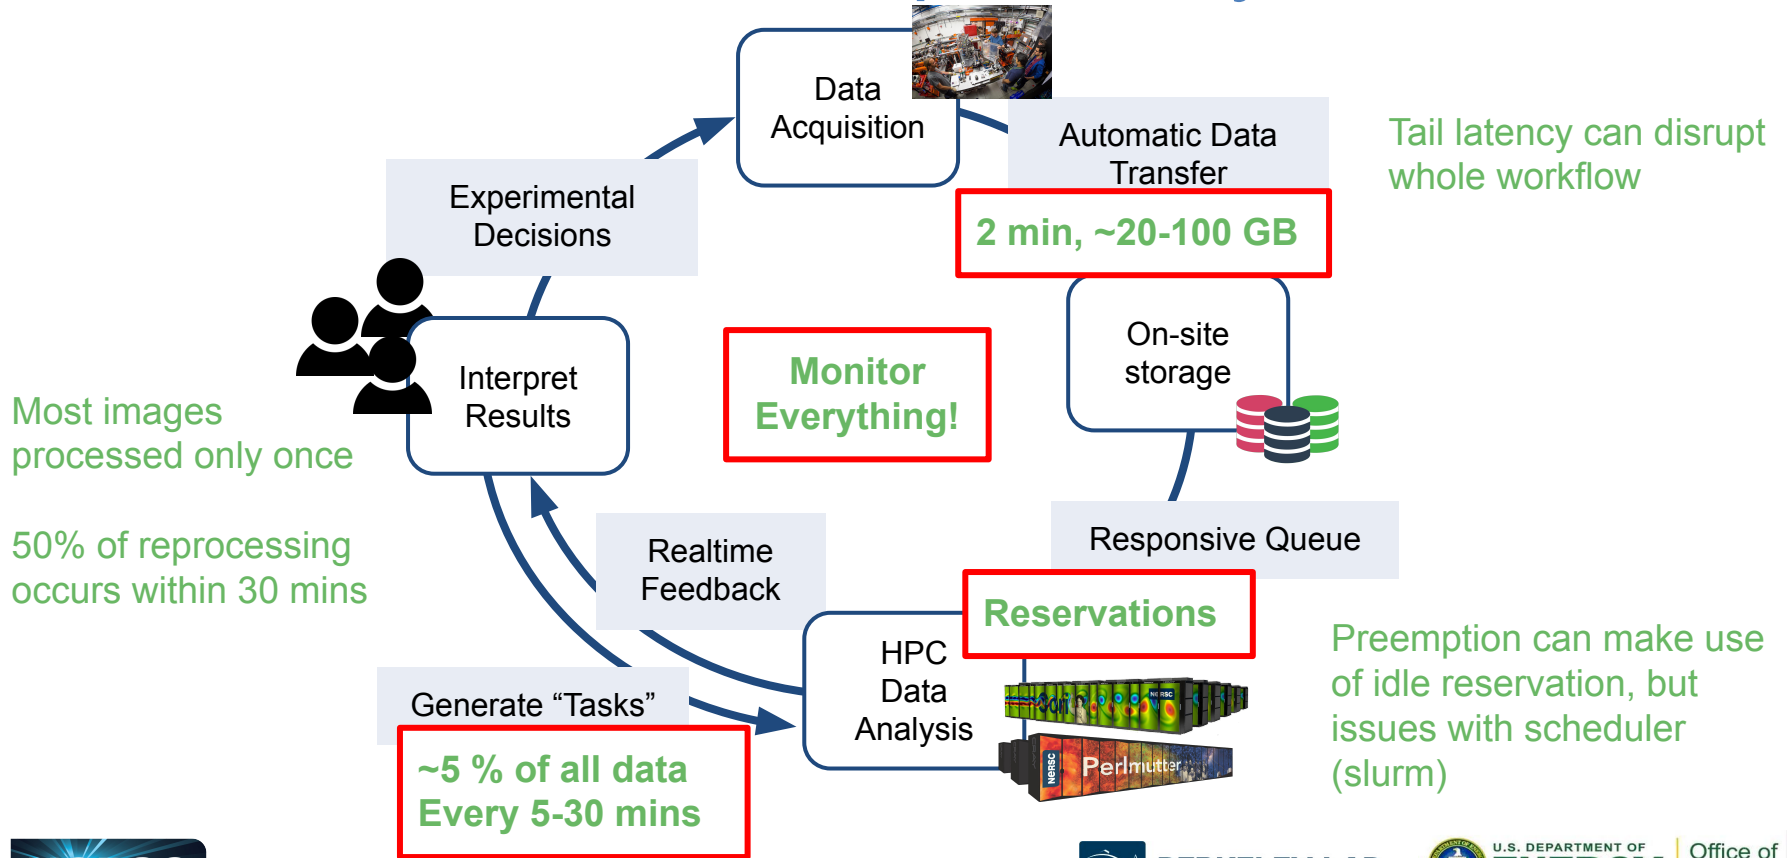 Data
Acquisition
Automatic Data
Transfer
2 min, ~20-100 GB
Tail latency can disrupt
whole workflow
Experimental
Decisions
On-site
storage
Monitor
Everything!
Interpret
Results
Most images
processed only once
50% of reprocessing
occurs within 30 mins
Realtime
Feedback
Responsive Queue
Reservations
HPC
Data
Analysis
Preemption can make use
of idle reservation, but
issues with scheduler
(slurm)
Generate “Tasks”
~5 % of all data
Every 5-30 mins
NERSC
NERSC
Perlmutter
U.S. DEPARTMENT OF
Office of